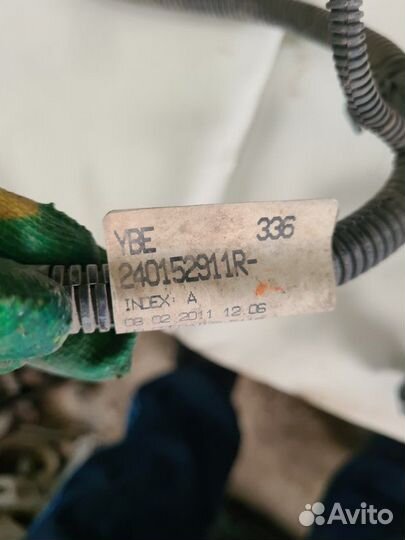 YBE 336
240152911R-
INDEX: A
08 02 2011 12:06
Avito